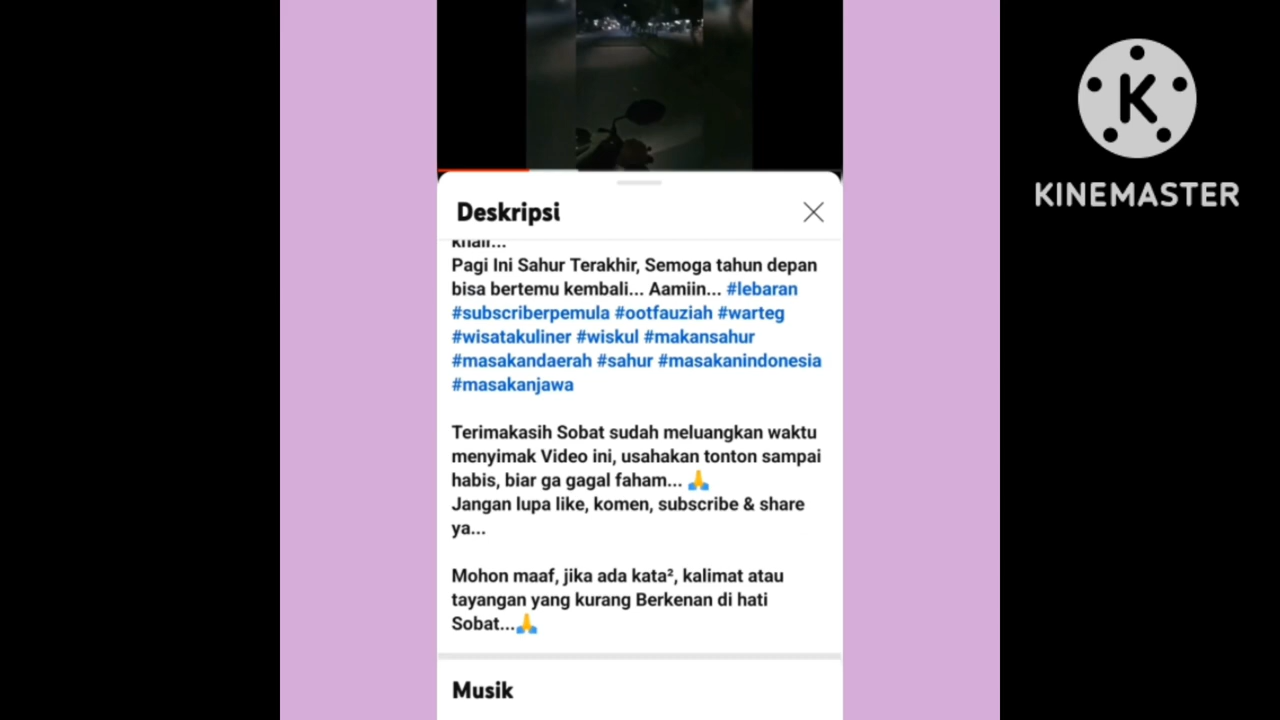 KINEMASTER
Deskripsi
khair...
Pagi Ini Sahur Terakhir, Semoga tahun depan
bisa bertemu kembali... Aamiin... #lebaran
#subscriberpemula #ootfauziah #warteg
#wisatakuliner #wiskul #makansahur
#masakandaerah #sahur #masakanindonesia
#masakanjawa
Terimakasih Sobat sudah meluangkan waktu
menyimak Video ini, usahakan tonton sampai
habis, biar ga gagal faham... 🙏
Jangan lupa like, komen, subscribe & share
ya...
Mohon maaf, jika ada kata², kalimat atau
tayangan yang kurang Berkenan di hati
Sobat...🙏
Musik